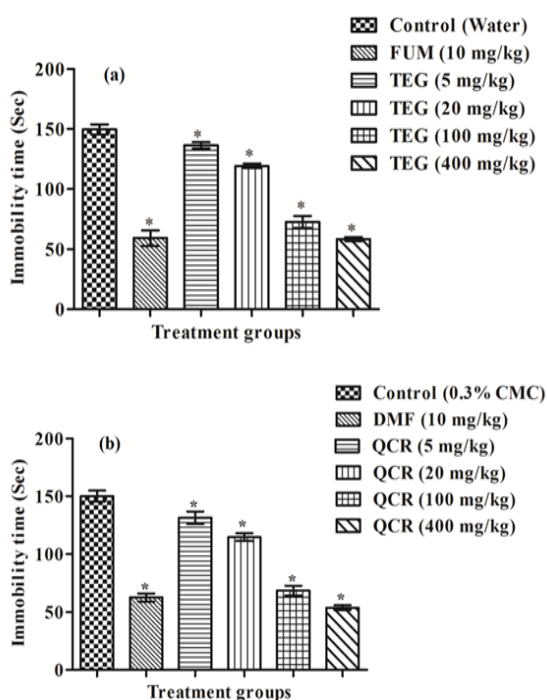 Control (Water)
FUM (10 mg/kg)
TEG (5 mg/kg)
TEG (20 mg/kg)
TEG (100 mg/kg)
TEG (400 mg/kg)
(a)
Immobility time (Sec)
200
150
100
50
0
* * * * *
Treatment groups
Control (0.3% CMC)
DMF (10 mg/kg)
QCR (5 mg/kg)
QCR (20 mg/kg)
QCR (100 mg/kg)
QCR (400 mg/kg)
(b)
Immobility time (Sec)
200
150
100
50
0
* * * * *
Treatment groups